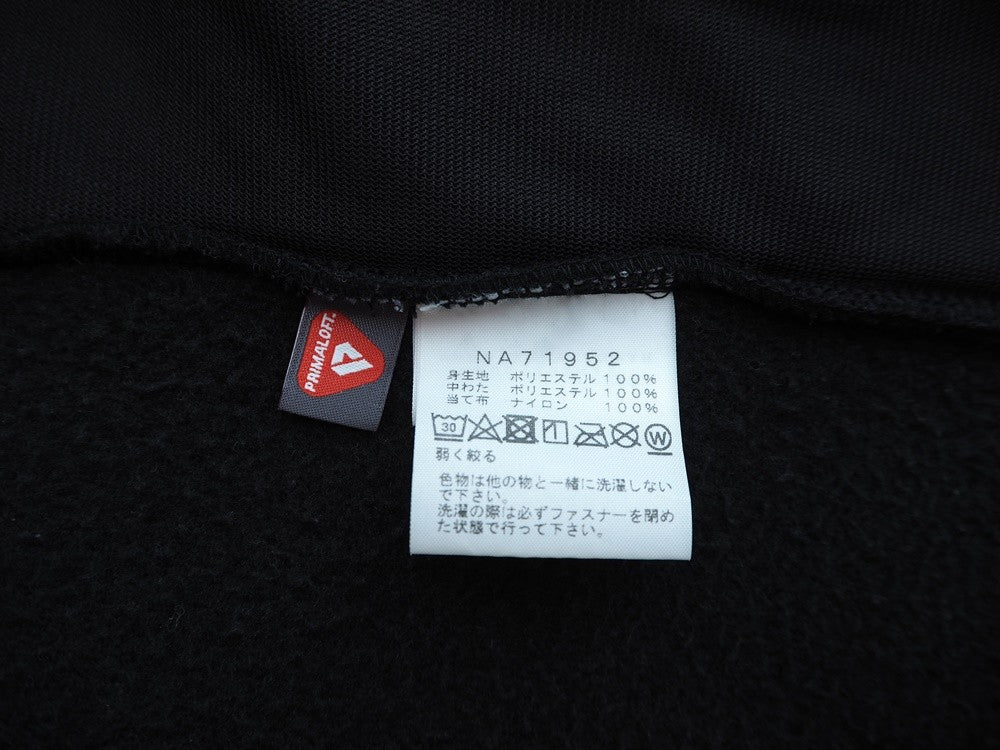 PRIMALOFT
NA71952
身生地 ポリエステル 100%
中わた ポリエステル 100%
当て布 ナイロン 100%
30
W
弱く絞る
色物は他の物と一緒に洗濯しない
で下さい。
洗濯の際は必ずファスナーを閉め
た状態で行って下さい。